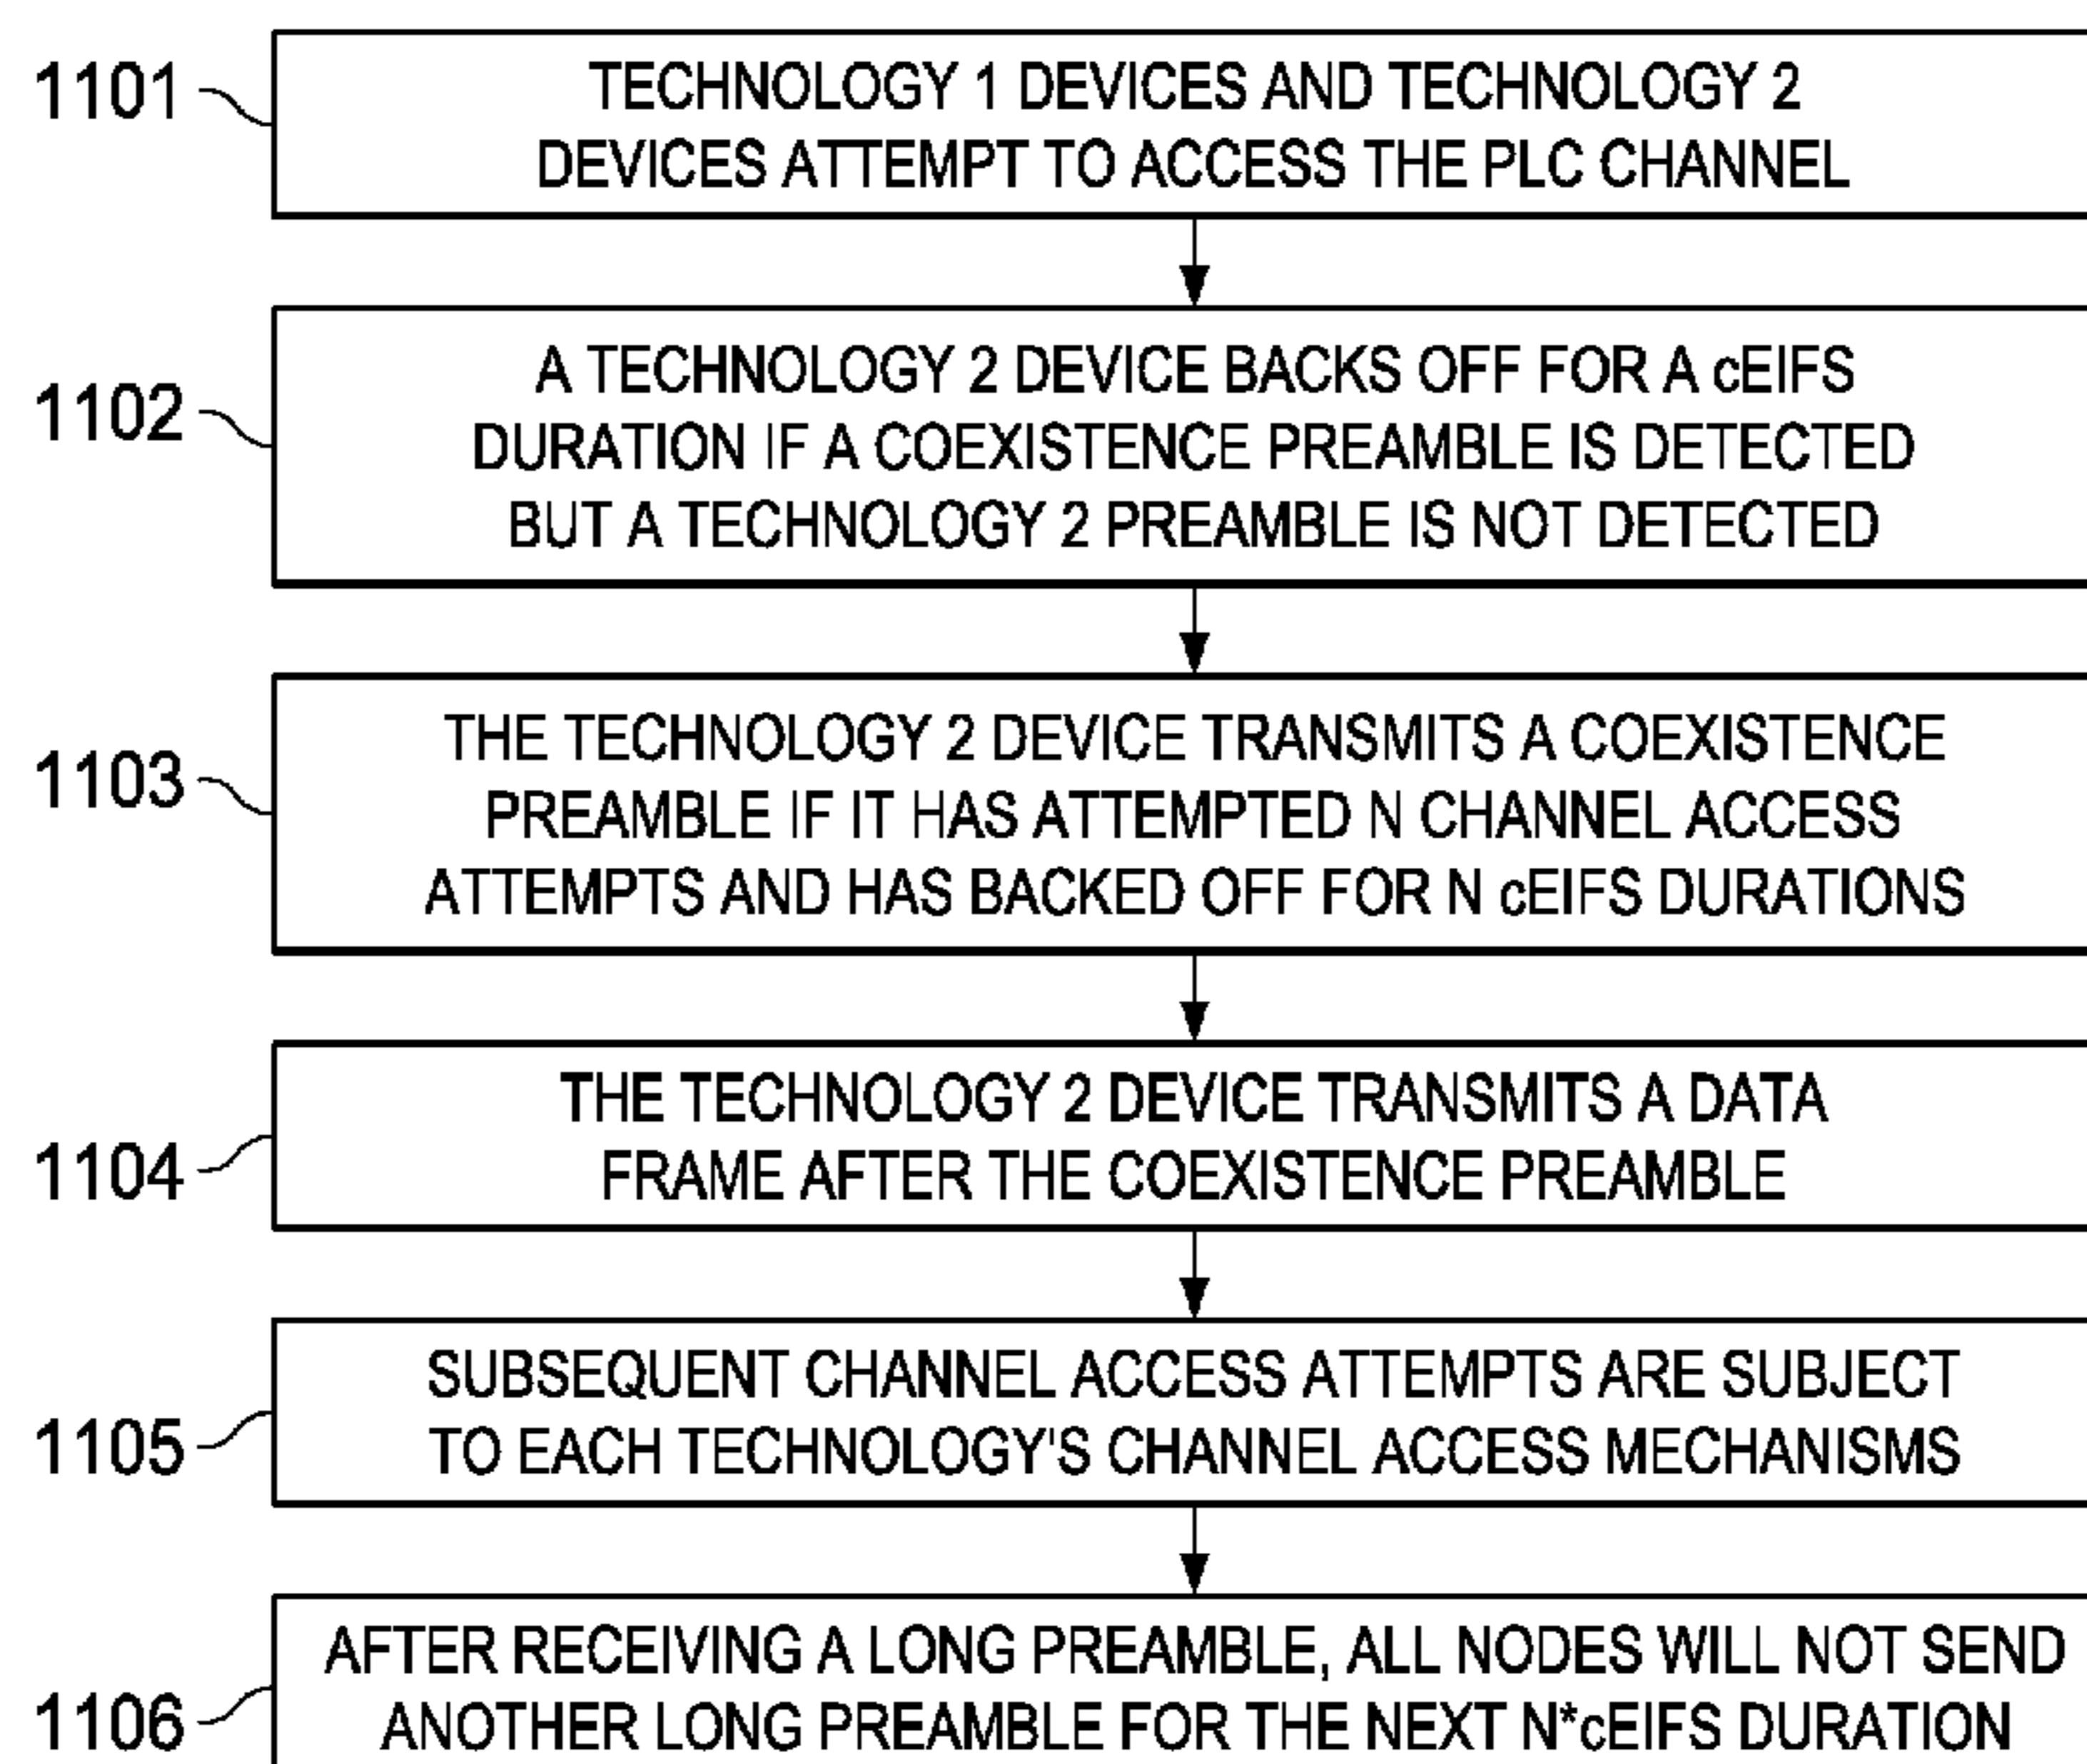 1101
TECHNOLOGY 1 DEVICES AND TECHNOLOGY 2
DEVICES ATTEMPT TO ACCESS THE PLC CHANNEL
1102
A TECHNOLOGY 2 DEVICE BACKS OFF FOR A cEIFS
DURATION IF A COEXISTENCE PREAMBLE IS DETECTED
BUT A TECHNOLOGY 2 PREAMBLE IS NOT DETECTED
1103
THE TECHNOLOGY 2 DEVICE TRANSMITS A COEXISTENCE
PREAMBLE IF IT HAS ATTEMPTED N CHANNEL ACCESS
ATTEMPTS AND HAS BACKED OFF FOR N cEIFS DURATIONS
1104
THE TECHNOLOGY 2 DEVICE TRANSMITS A DATA
FRAME AFTER THE COEXISTENCE PREAMBLE
1105
SUBSEQUENT CHANNEL ACCESS ATTEMPTS ARE SUBJECT
TO EACH TECHNOLOGY'S CHANNEL ACCESS MECHANISMS
1106
AFTER RECEIVING A LONG PREAMBLE, ALL NODES WILL NOT SEND
ANOTHER LONG PREAMBLE FOR THE NEXT N*cEIFS DURATION